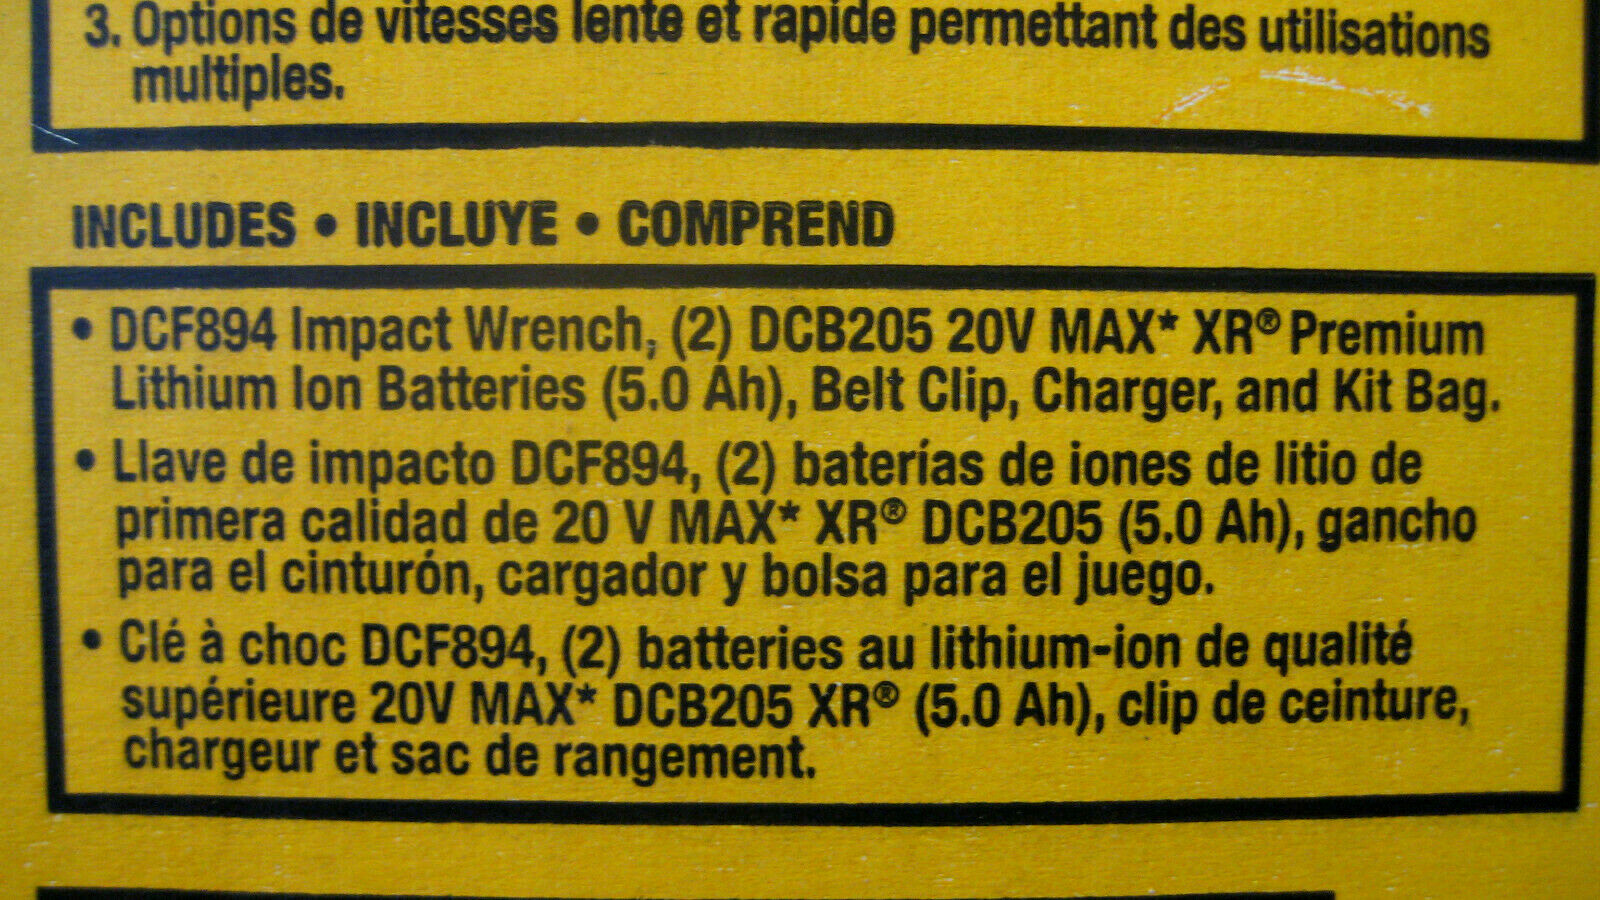 3. Options de vitesses lente et rapide permettant des utilisations
multiples.
INCLUDES • INCLUYE • COMPREND
• DCF894 Impact Wrench, (2) DCB205 20V MAX* XR® Premium
Lithium Ion Batteries (5.0 Ah), Belt Clip, Charger, and Kit Bag.
• Llave de impacto DCF894, (2) baterías de iones de litio de
primera calidad de 20 V MAX* XR® DCB205 (5.0 Ah), gancho
para el cinturón, cargador y bolsa para el juego.
• Clé à choc DCF894, (2) batteries au lithium-ion de qualité
supérieure 20V MAX* DCB205 XR® (5.0 Ah), clip de ceinture,
chargeur et sac de rangement.